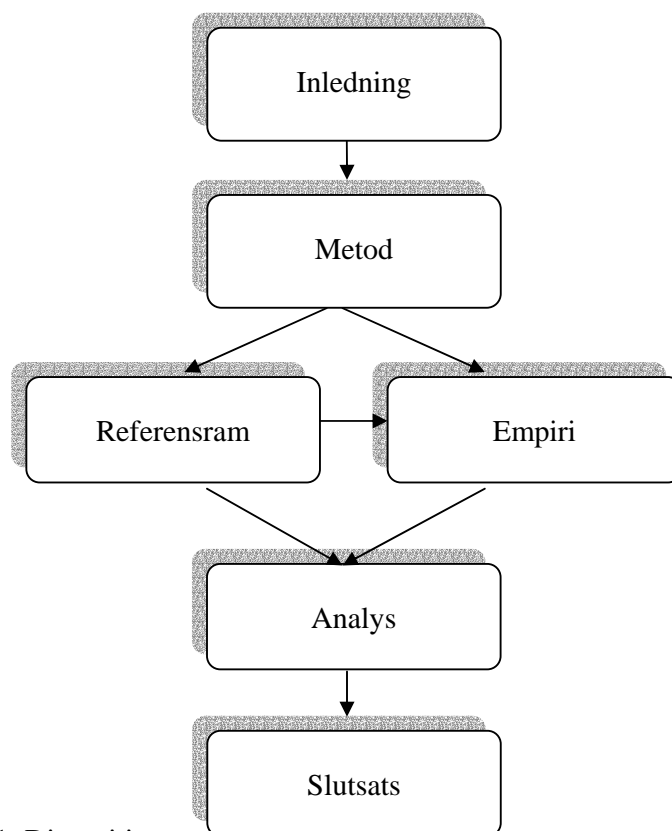 Inledning
Metod
Referensram
Empiri
Analys
Slutsats